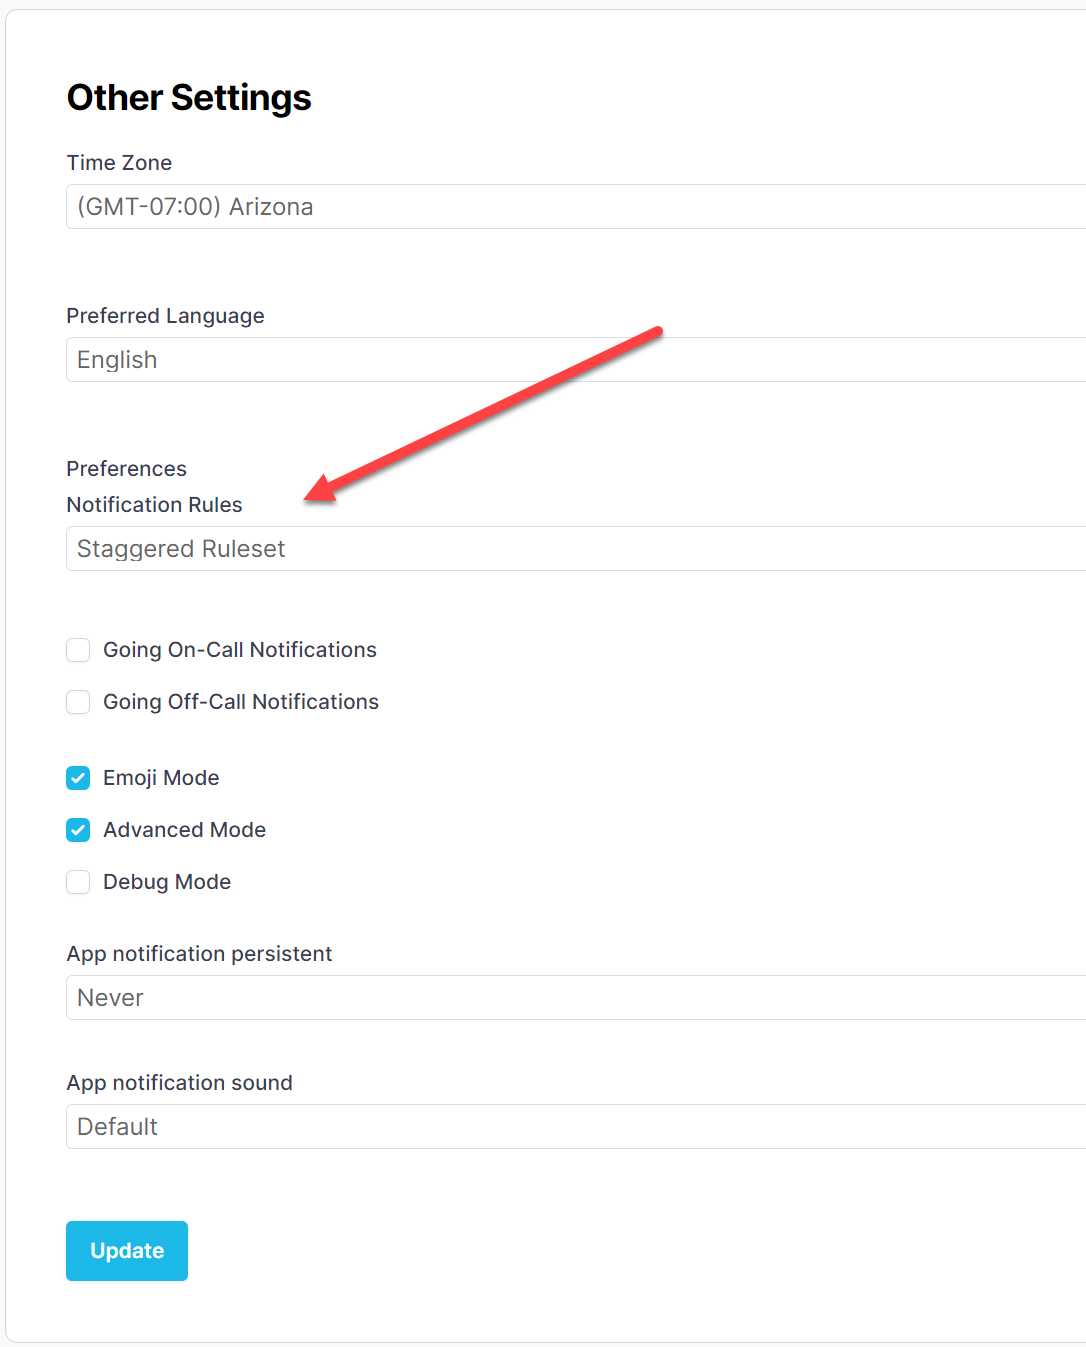 Other Settings
Time Zone
(GMT-07:00) Arizona
Preferred Language
English
Preferences
Notification Rules
Staggered Ruleset
Going On-Call Notifications
Going Off-Call Notifications
Emoji Mode
Advanced Mode
Debug Mode
App notification persistent
Never
App notification sound
Default
Update